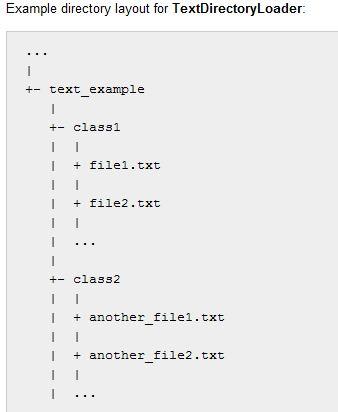 Example directory layout for TextDirectoryLoader:
...
|
+- text_example
   |
   +- class1
   |  |
   |  + file1.txt
   |  |
   |  + file2.txt
   |  |
   |  ...
   |
   +- class2
   |  |
   |  + another_file1.txt
   |  |
   |  + another_file2.txt
   |  |
   |  ...